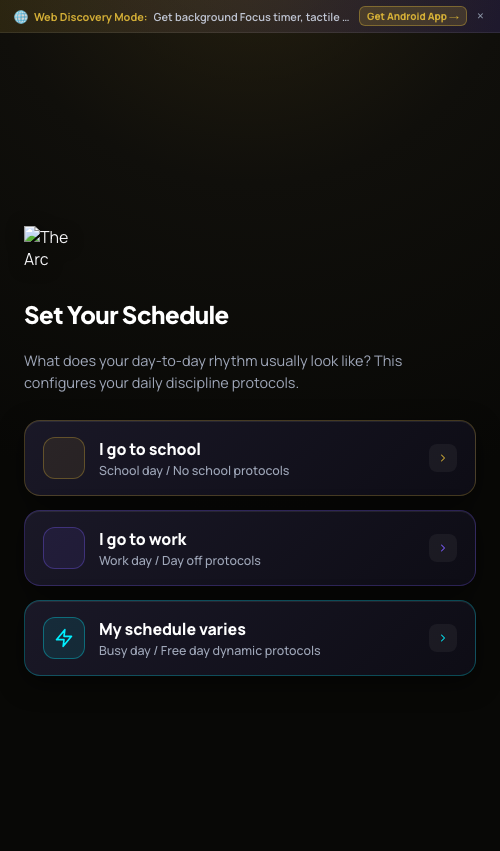 Web Discovery Mode: Get background Focus timer, tactile … Get Android App → ×
The
Arc
Set Your Schedule
What does your day-to-day rhythm usually look like? This
configures your daily discipline protocols.
I go to school
School day / No school protocols
I go to work
Work day / Day off protocols
My schedule varies
Busy day / Free day dynamic protocols